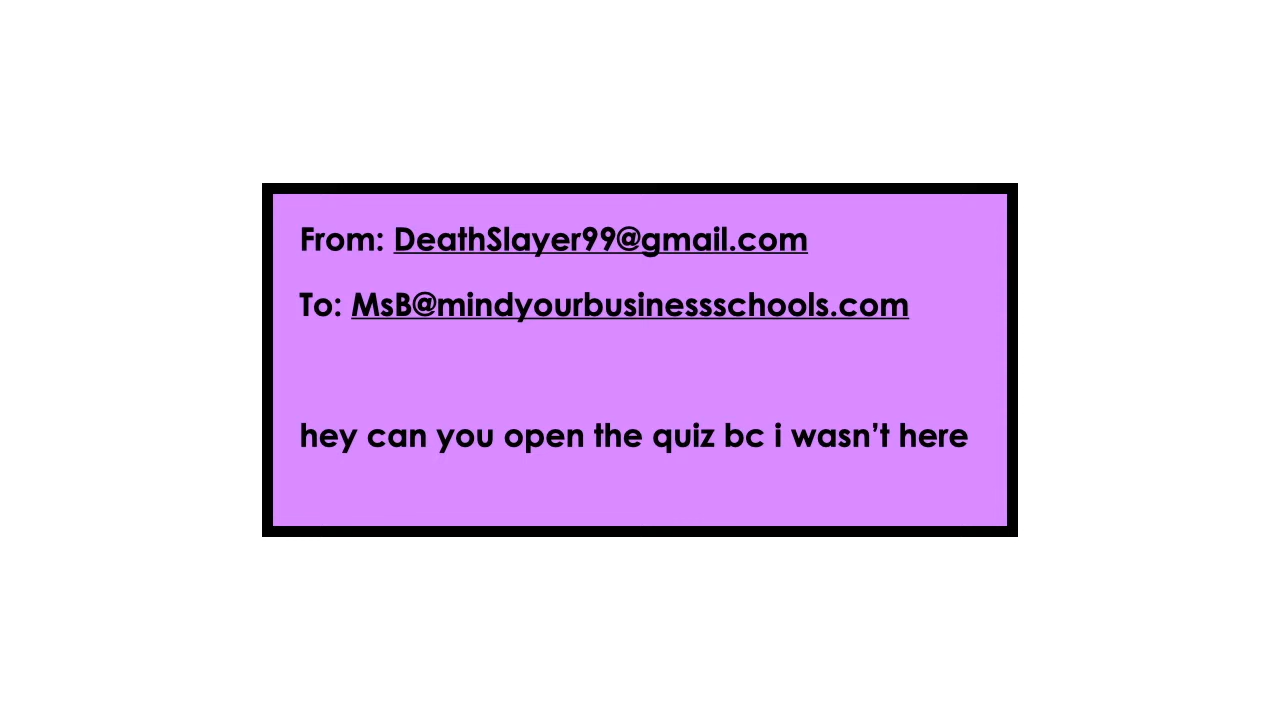 From: DeathSlayer99@gmail.com
To: MsB@mindyourbusinessschools.com
hey can you open the quiz bc i wasn’t here